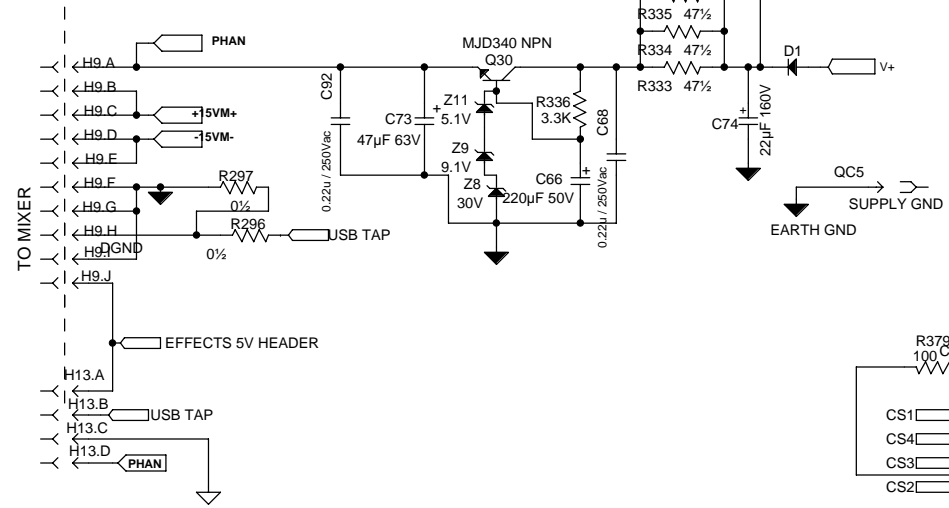 R335 47½
R334 47½
R333 47½
D1
V+
PHAN
MJD340 NPN
Q30
H9.A
H9.B
H9.C
+15VM+
H9.D
-15VM-
H9.E
H9.F
H9.G
H9.H
DGND
H9.I
H9.J
C92
0.22u / 250Vac
C73
+
47µF 63V
Z11
5.1V
Z9
9.1V
Z8
30V
R336
3.3K
C66
+
220µF 50V
C68
0.22u / 250Vac
C74
+
22µF 160V
QC5
SUPPLY GND
EARTH GND
R297
0½
R296
0½
USB TAP
TO MIXER
EFFECTS 5V HEADER
H13.A
H13.B
USB TAP
H13.C
H13.D
PHAN
R379
100
C
CS1
CS4
CS3
CS2